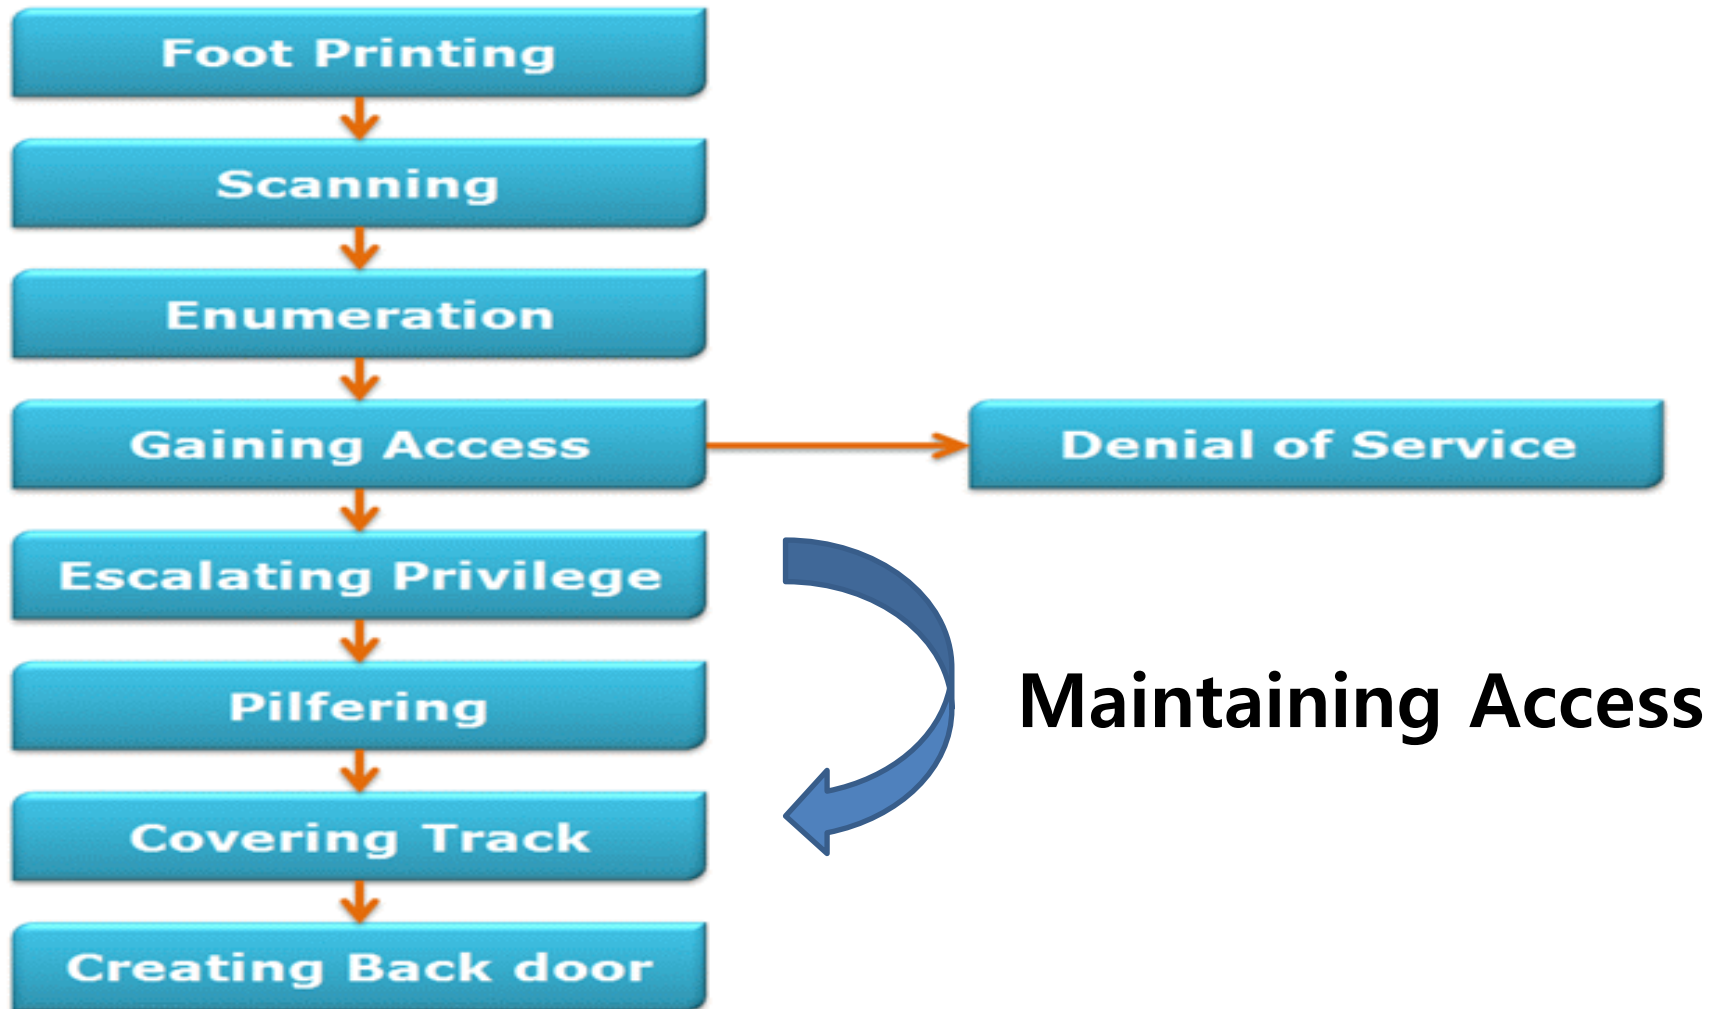 Foot Printing
Scanning
Enumeration
Gaining Access
Denial of Service
Escalating Privilege
Pilfering
Maintaining Access
Covering Track
Creating Back door